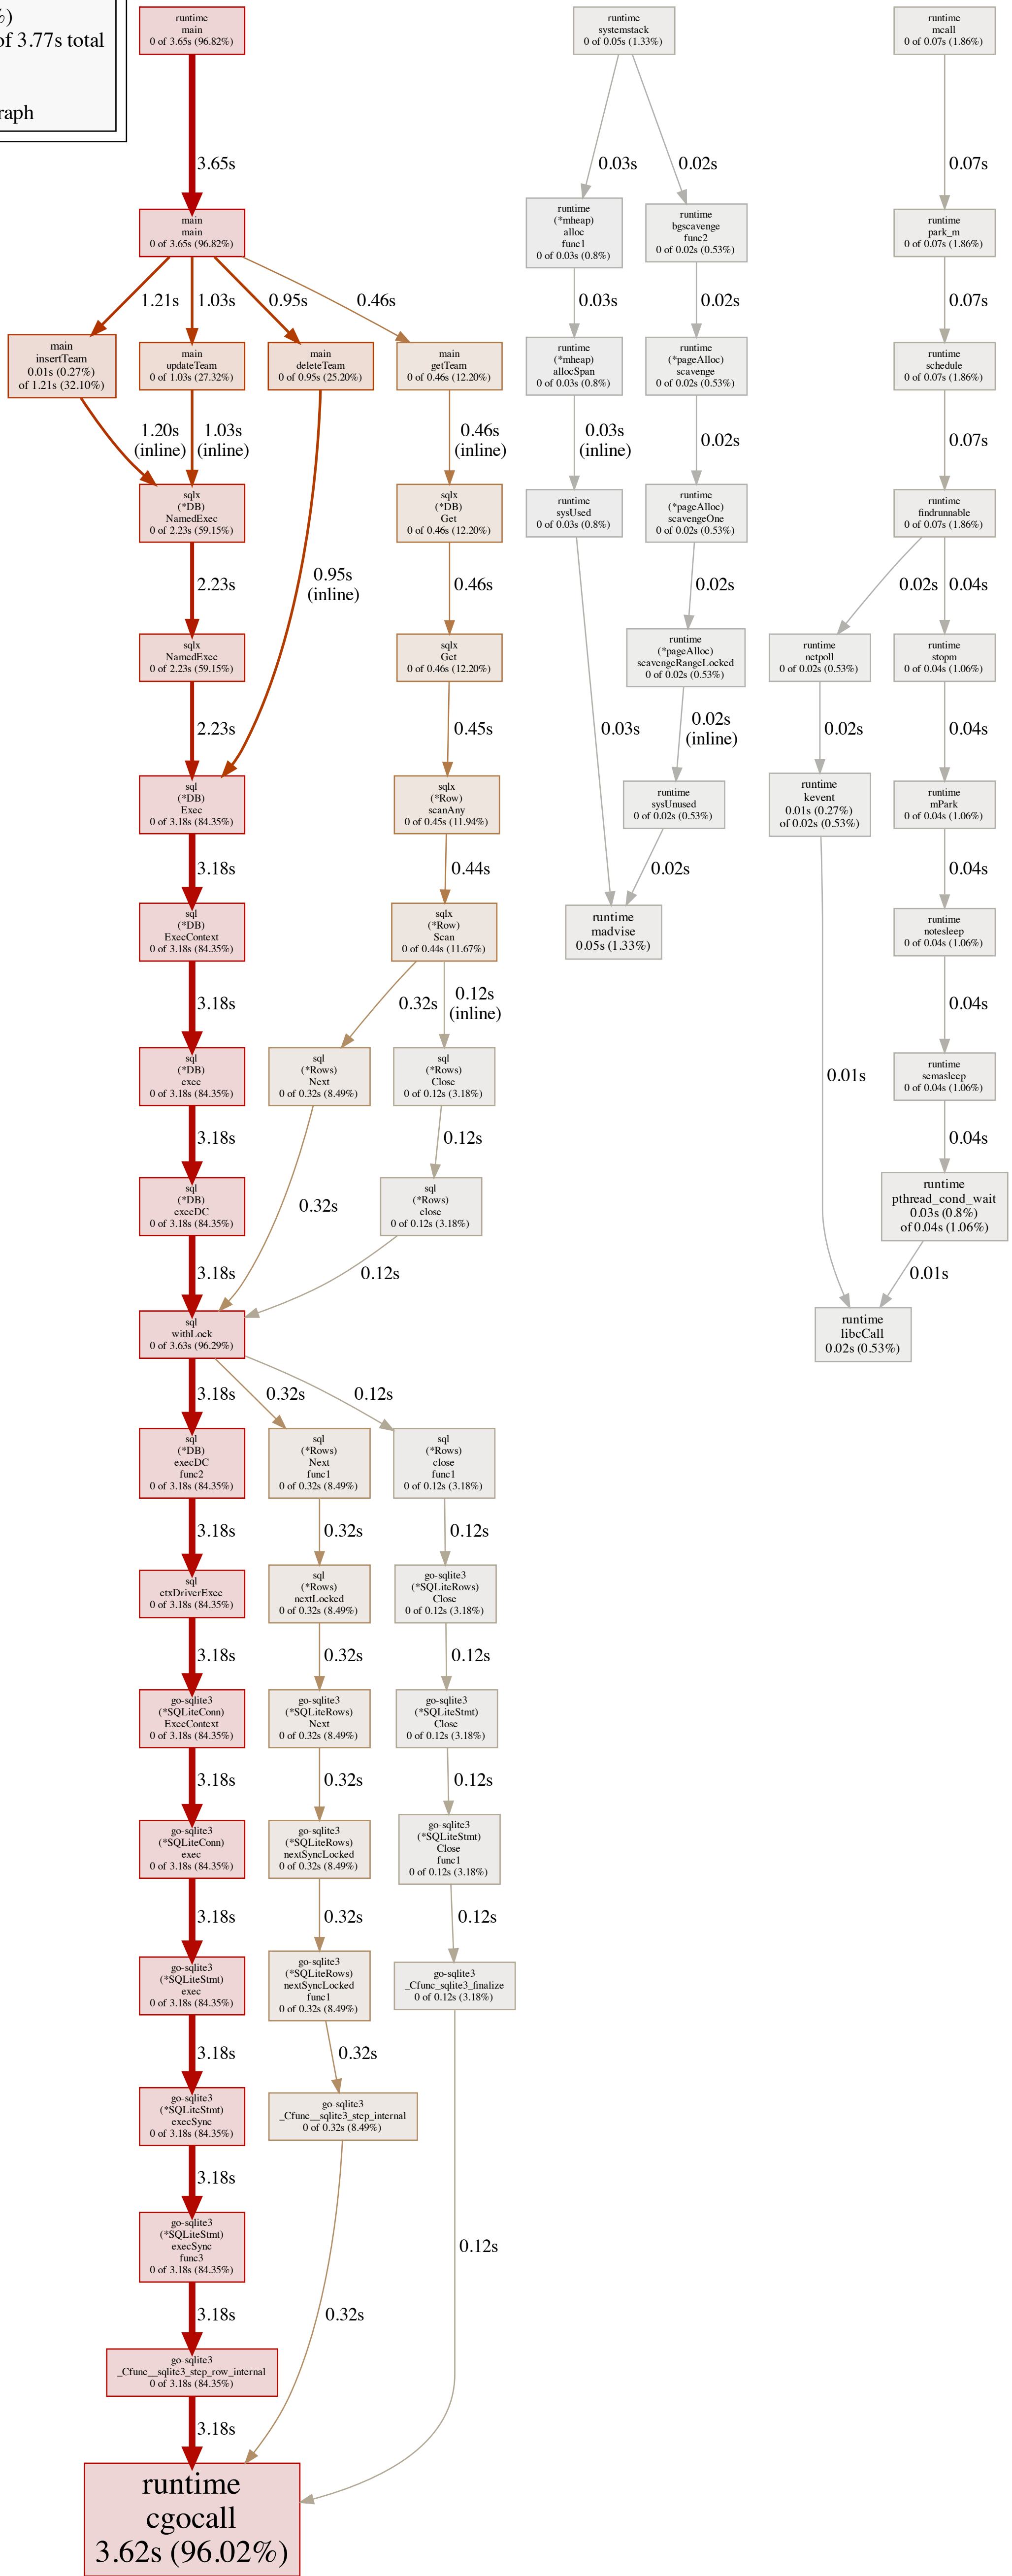 %)
of 3.77s total
raph
runtime
main
0 of 3.65s (96.82%)
runtime
systemstack
0 of 0.05s (1.33%)
runtime
mcall
0 of 0.07s (1.86%)
3.65s
0.03s
0.02s
0.07s
main
main
0 of 3.65s (96.82%)
runtime
(*mheap)
alloc
func1
0 of 0.03s (0.8%)
runtime
bgscavenge
func2
0 of 0.02s (0.53%)
runtime
park_m
0 of 0.07s (1.86%)
1.21s
1.03s
0.95s
0.46s
0.03s
0.02s
0.07s
main
insertTeam
0.01s (0.27%)
of 1.21s (32.10%)
main
updateTeam
0 of 1.03s (27.32%)
main
deleteTeam
0 of 0.95s (25.20%)
main
getTeam
0 of 0.46s (12.20%)
runtime
(*mheap)
allocSpan
0 of 0.03s (0.8%)
runtime
(*pageAlloc)
scavenge
0 of 0.02s (0.53%)
runtime
schedule
0 of 0.07s (1.86%)
1.20s
(inline)
1.03s
(inline)
0.46s
(inline)
0.03s
(inline)
0.02s
0.07s
sqlx
(*DB)
NamedExec
0 of 2.23s (59.15%)
sqlx
(*DB)
Get
0 of 0.46s (12.20%)
runtime
sysUsed
0 of 0.03s (0.8%)
runtime
(*pageAlloc)
scavengeOne
0 of 0.02s (0.53%)
runtime
findrunnable
0 of 0.07s (1.86%)
2.23s
0.95s
(inline)
0.46s
0.02s
0.02s
0.04s
sqlx
NamedExec
0 of 2.23s (59.15%)
sqlx
Get
0 of 0.46s (12.20%)
runtime
(*pageAlloc)
scavengeRangeLocked
0 of 0.02s (0.53%)
runtime
netpoll
0 of 0.02s (0.53%)
runtime
stopm
0 of 0.04s (1.06%)
2.23s
0.45s
0.03s
0.02s
(inline)
0.02s
0.04s
sql
(*DB)
Exec
0 of 3.18s (84.35%)
sqlx
(*Row)
scanAny
0 of 0.45s (11.94%)
runtime
sysUnused
0 of 0.02s (0.53%)
runtime
kevent
0.01s (0.27%)
of 0.02s (0.53%)
runtime
mPark
0 of 0.04s (1.06%)
3.18s
0.44s
0.02s
0.04s
sql
(*DB)
ExecContext
0 of 3.18s (84.35%)
sqlx
(*Row)
Scan
0 of 0.44s (11.67%)
runtime
madvise
0.05s (1.33%)
runtime
notesleep
0 of 0.04s (1.06%)
3.18s
0.32s
0.12s
(inline)
0.04s
sql
(*DB)
exec
0 of 3.18s (84.35%)
sql
(*Rows)
Next
0 of 0.32s (8.49%)
sql
(*Rows)
Close
0 of 0.12s (3.18%)
0.01s
runtime
semasleep
0 of 0.04s (1.06%)
3.18s
0.12s
0.04s
sql
(*DB)
execDC
0 of 3.18s (84.35%)
0.32s
sql
(*Rows)
close
0 of 0.12s (3.18%)
runtime
pthread_cond_wait
0.03s (0.8%)
of 0.04s (1.06%)
3.18s
0.12s
0.01s
sql
withLock
0 of 3.63s (96.29%)
runtime
libcCall
0.02s (0.53%)
3.18s
0.32s
0.12s
sql
(*DB)
execDC
func2
0 of 3.18s (84.35%)
sql
(*Rows)
Next
func1
0 of 0.32s (8.49%)
sql
(*Rows)
close
func1
0 of 0.12s (3.18%)
3.18s
0.32s
0.12s
sql
ctxDriverExec
0 of 3.18s (84.35%)
sql
(*Rows)
nextLocked
0 of 0.32s (8.49%)
go-sqlite3
(*SQLiteRows)
Close
0 of 0.12s (3.18%)
3.18s
0.32s
0.12s
go-sqlite3
(*SQLiteConn)
ExecContext
0 of 3.18s (84.35%)
go-sqlite3
(*SQLiteRows)
Next
0 of 0.32s (8.49%)
go-sqlite3
(*SQLiteStmt)
Close
0 of 0.12s (3.18%)
3.18s
0.32s
0.12s
go-sqlite3
(*SQLiteConn)
exec
0 of 3.18s (84.35%)
go-sqlite3
(*SQLiteRows)
nextSyncLocked
0 of 0.32s (8.49%)
go-sqlite3
(*SQLiteStmt)
Close
func1
0 of 0.12s (3.18%)
3.18s
0.32s
0.12s
go-sqlite3
(*SQLiteStmt)
exec
0 of 3.18s (84.35%)
go-sqlite3
(*SQLiteRows)
nextSyncLocked
func1
0 of 0.32s (8.49%)
go-sqlite3
_Cfunc_sqlite3_finalize
0 of 0.12s (3.18%)
3.18s
0.32s
go-sqlite3
(*SQLiteStmt)
execSync
0 of 3.18s (84.35%)
go-sqlite3
_Cfunc__sqlite3_step_internal
0 of 0.32s (8.49%)
3.18s
go-sqlite3
(*SQLiteStmt)
execSync
func3
0 of 3.18s (84.35%)
0.12s
3.18s
0.32s
go-sqlite3
_Cfunc__sqlite3_step_row_internal
0 of 3.18s (84.35%)
3.18s
runtime
cgocall
3.62s (96.02%)